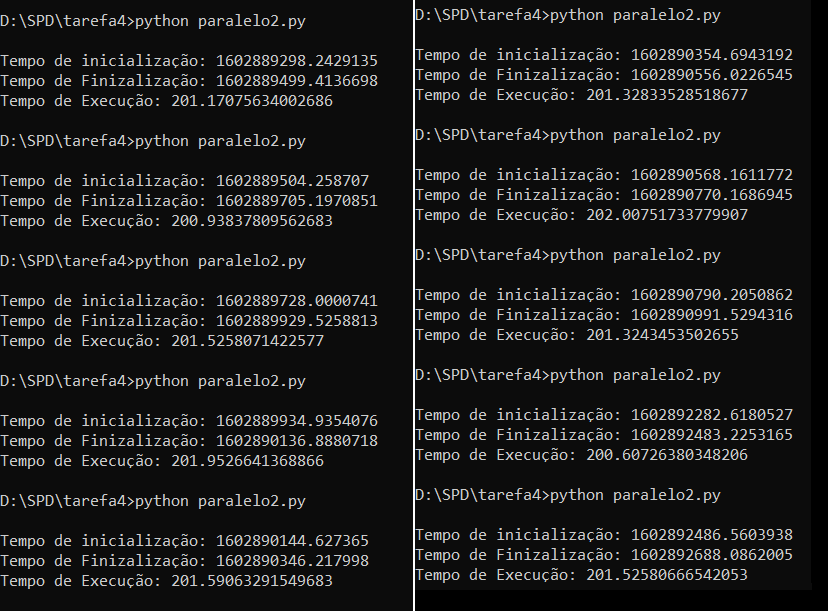 D:\SPD\tarefa4>python paralelo2.py
Tempo de inicialização: 1602889298.2429135
Tempo de Finizalização: 1602889499.4136698
Tempo de Execução: 201.17075634002686
D:\SPD\tarefa4>python paralelo2.py
Tempo de inicialização: 1602889504.258707
Tempo de Finizalização: 1602889705.1970851
Tempo de Execução: 200.93837809562683
D:\SPD\tarefa4>python paralelo2.py
Tempo de inicialização: 1602889728.0000741
Tempo de Finizalização: 1602889929.5258813
Tempo de Execução: 201.5258071422577
D:\SPD\tarefa4>python paralelo2.py
Tempo de inicialização: 1602889934.9354076
Tempo de Finizalização: 1602890136.8880718
Tempo de Execução: 201.9526641368866
D:\SPD\tarefa4>python paralelo2.py
Tempo de inicialização: 1602890144.627365
Tempo de Finizalização: 1602890346.217998
Tempo de Execução: 201.59063291549683
D:\SPD\tarefa4>python paralelo2.py
Tempo de inicialização: 1602890354.6943192
Tempo de Finizalização: 1602890556.0226545
Tempo de Execução: 201.32833528518677
D:\SPD\tarefa4>python paralelo2.py
Tempo de inicialização: 1602890568.1611772
Tempo de Finizalização: 1602890770.1686945
Tempo de Execução: 202.00751733779907
D:\SPD\tarefa4>python paralelo2.py
Tempo de inicialização: 1602890790.2050862
Tempo de Finizalização: 1602890991.5294316
Tempo de Execução: 201.3243453502655
D:\SPD\tarefa4>python paralelo2.py
Tempo de inicialização: 1602892282.6180527
Tempo de Finizalização: 1602892483.2253165
Tempo de Execução: 200.60726380348206
D:\SPD\tarefa4>python paralelo2.py
Tempo de inicialização: 1602892486.5603938
Tempo de Finizalização: 1602892688.0862005
Tempo de Execução: 201.52580666542053